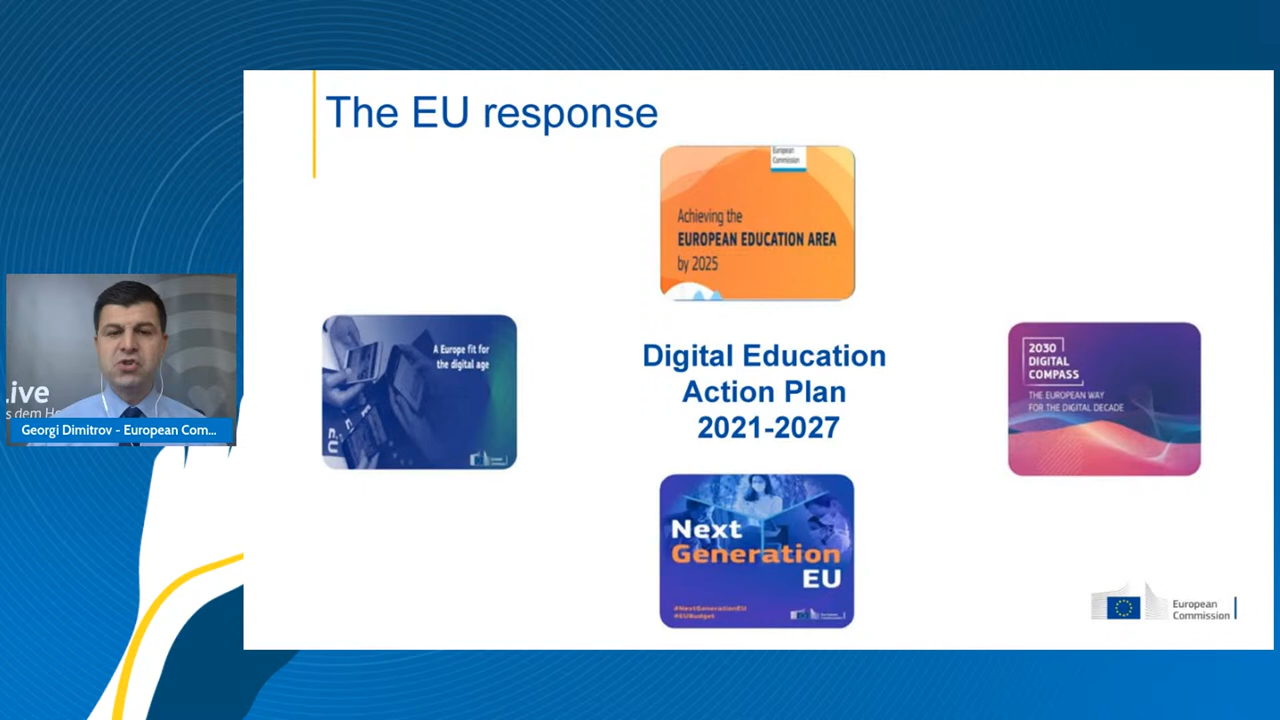 The EU response
European
Commission
Achieving the
EUROPEAN EDUCATION AREA
by 2025
A Europe fit for
the digital age
Digital Education
Action Plan
2021-2027
2030
DIGITAL
COMPASS
THE EUROPEAN WAY
FOR THE DIGITAL DECADE
Next
Generation
EU
#NextGenerationEU
#EUBudget
European
Commission
Live
s dem
Georgi Dimitrov - European Com...